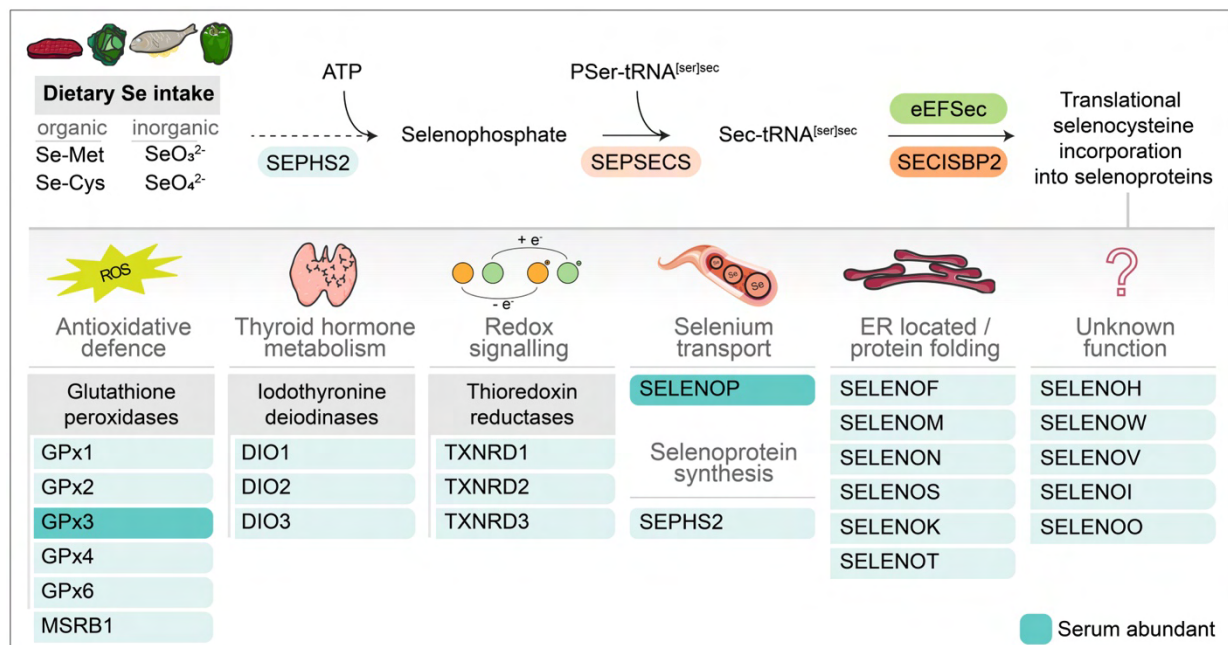 Dietary Se intake
organic inorganic
Se-Met SeO₃²⁻
Se-Cys SeO₄²⁻
ATP
SEPHS2
Selenophosphate
PSer-tRNA[ser]sec
SEPSECS
Sec-tRNA[ser]sec
eEFSec
SECISBP2
Translational
selenocysteine
incorporation
into selenoproteins
ROS
Antioxidative
defence
Glutathione
peroxidases
GPx1
GPx2
GPx3
GPx4
GPx6
MSRB1
Thyroid hormone
metabolism
Iodothyronine
deiodinases
DIO1
DIO2
DIO3
+ e⁻
- e⁻
Redox
signalling
Thioredoxin
reductases
TXNRD1
TXNRD2
TXNRD3
Se Se Se
Selenium
transport
SELENOP
Selenoprotein
synthesis
SEPHS2
ER located /
protein folding
SELENOF
SELENOM
SELENON
SELENOS
SELENOK
SELENOT
?
Unknown
function
SELENOH
SELENOW
SELENOV
SELENOI
SELENOO
Serum abundant